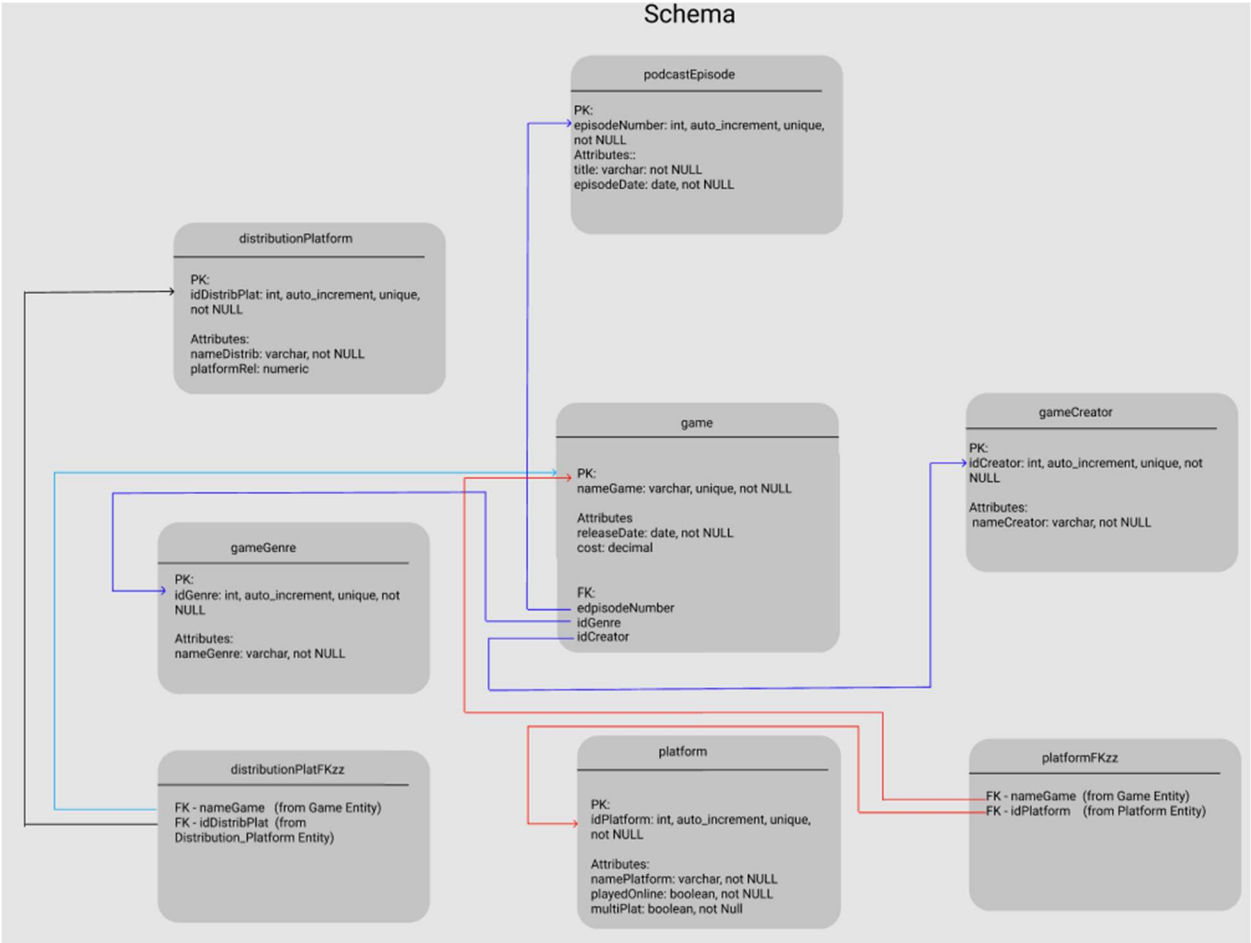 Schema
podcastEpisode
PK:
episodeNumber: int, auto_increment, unique,
not NULL
Attributes::
title: varchar: not NULL
episodeDate: date, not NULL
distributionPlatform
PK:
idDistribPlat: int, auto_increment, unique,
not NULL
Attributes:
nameDistrib: varchar, not NULL
platformRel: numeric
game
PK:
nameGame: varchar, unique, not NULL
Attributes
releaseDate: date, not NULL
cost: decimal
FK:
edpisodeNumber
idGenre
idCreator
gameCreator
PK:
idCreator: int, auto_increment, unique, not
NULL
Attributes:
nameCreator: varchar, not NULL
gameGenre
PK:
idGenre: int, auto_increment, unique, not
NULL
Attributes:
nameGenre: varchar, not NULL
distributionPlatFKzz
FK - nameGame (from Game Entity)
FK - idDistribPlat (from
Distribution_Platform Entity)
platform
PK:
idPlatform: int, auto_increment, unique,
not NULL
Attributes:
namePlatform: varchar, not NULL
playedOnline: boolean, not NULL
multiPlat: boolean, not Null
platformFKzz
FK - nameGame (from Game Entity)
FK - idPlatform (from Platform Entity)